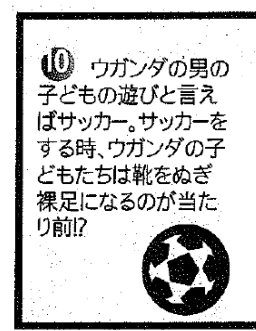 10 ウガンダの男の
子どもの遊びと言え
ばサッカー。サッカーを
する時、ウガンダの子
どもたちは靴をぬぎ
裸足になるのが当た
り前!?